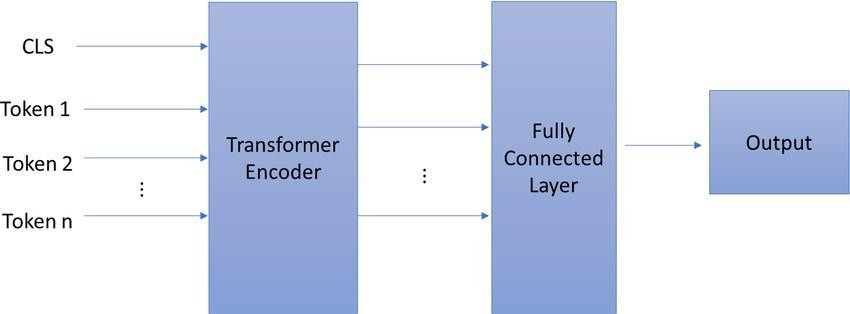 CLS
Token 1
Token 2
⋮
Token n
Transformer
Encoder
⋮
Fully
Connected
Layer
Output